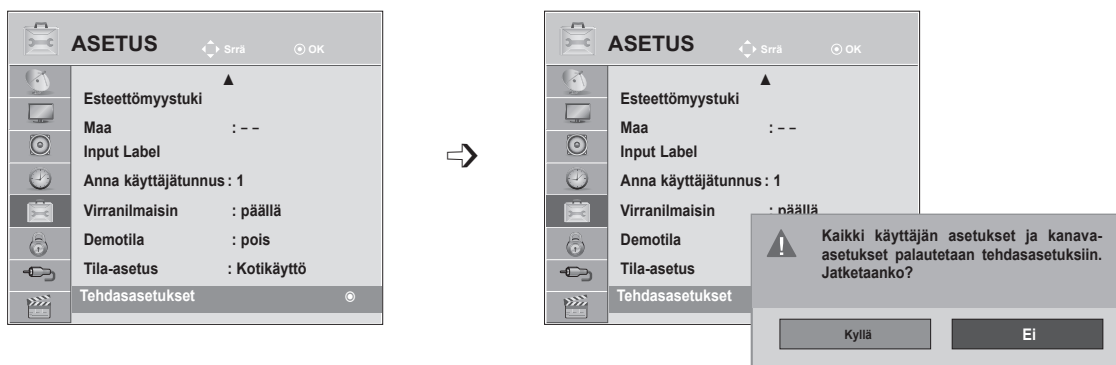 ASETUS Srrä OK
Esteettömyystuki
Maa : – –
Input Label
Anna käyttäjätunnus : 1
Virranilmaisin : päällä
Demotila : pois
Tila-asetus : Kotikäyttö
Tehdasasetukset
ASETUS Srrä OK
Esteettömyystuki
Maa : – –
Input Label
Anna käyttäjätunnus : 1
Virranilmaisin : päällä
Demotila
Tila-asetus
Tehdasasetukset
Kaikki käyttäjän asetukset ja kanava-
asetukset palautetaan tehdasasetuksiin.
Jatketaanko?
Kyllä Ei